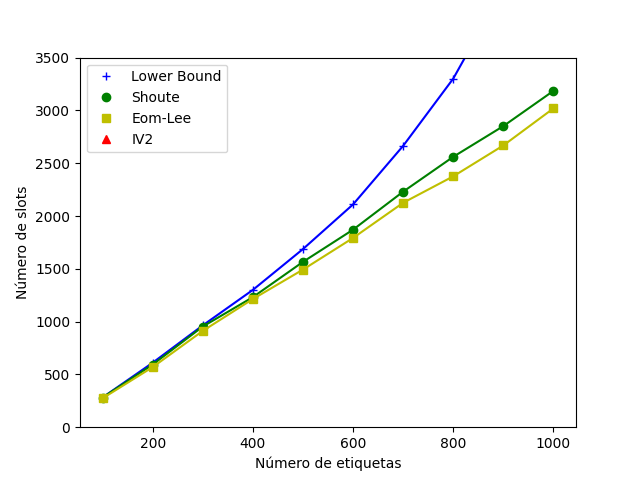 3500
3000
2500
2000
1500
1000
500
0
Número de slots
Lower Bound
Shoute
Eom-Lee
IV2
200 400 600 800 1000
Número de etiquetas